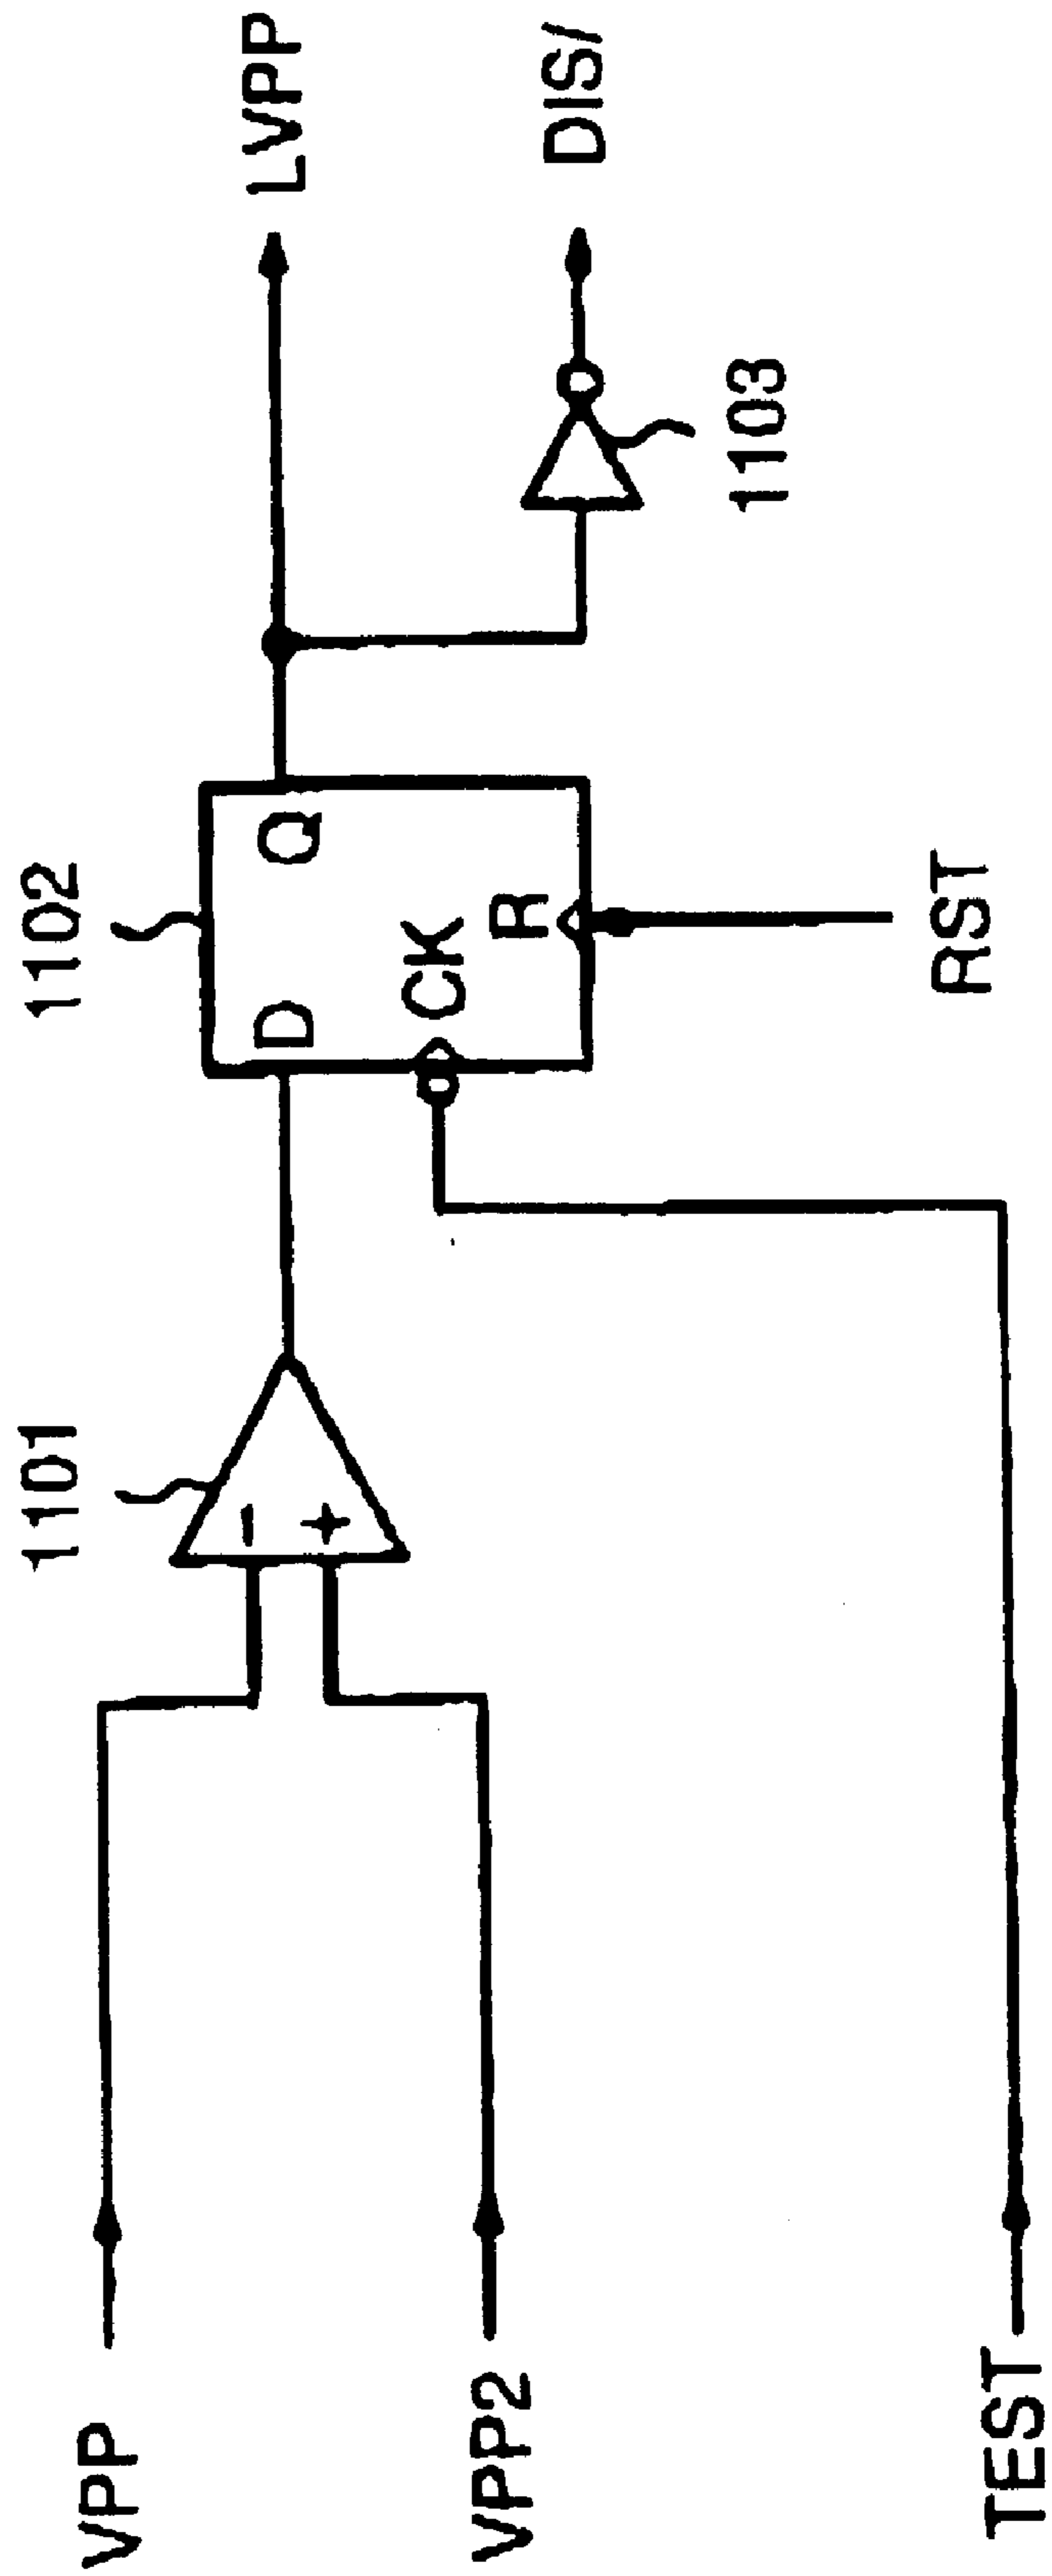 1101
1102
LVPP
VPP
-
+
D
Q
VPP2
CK
R
DIS/
1103
RST
TEST